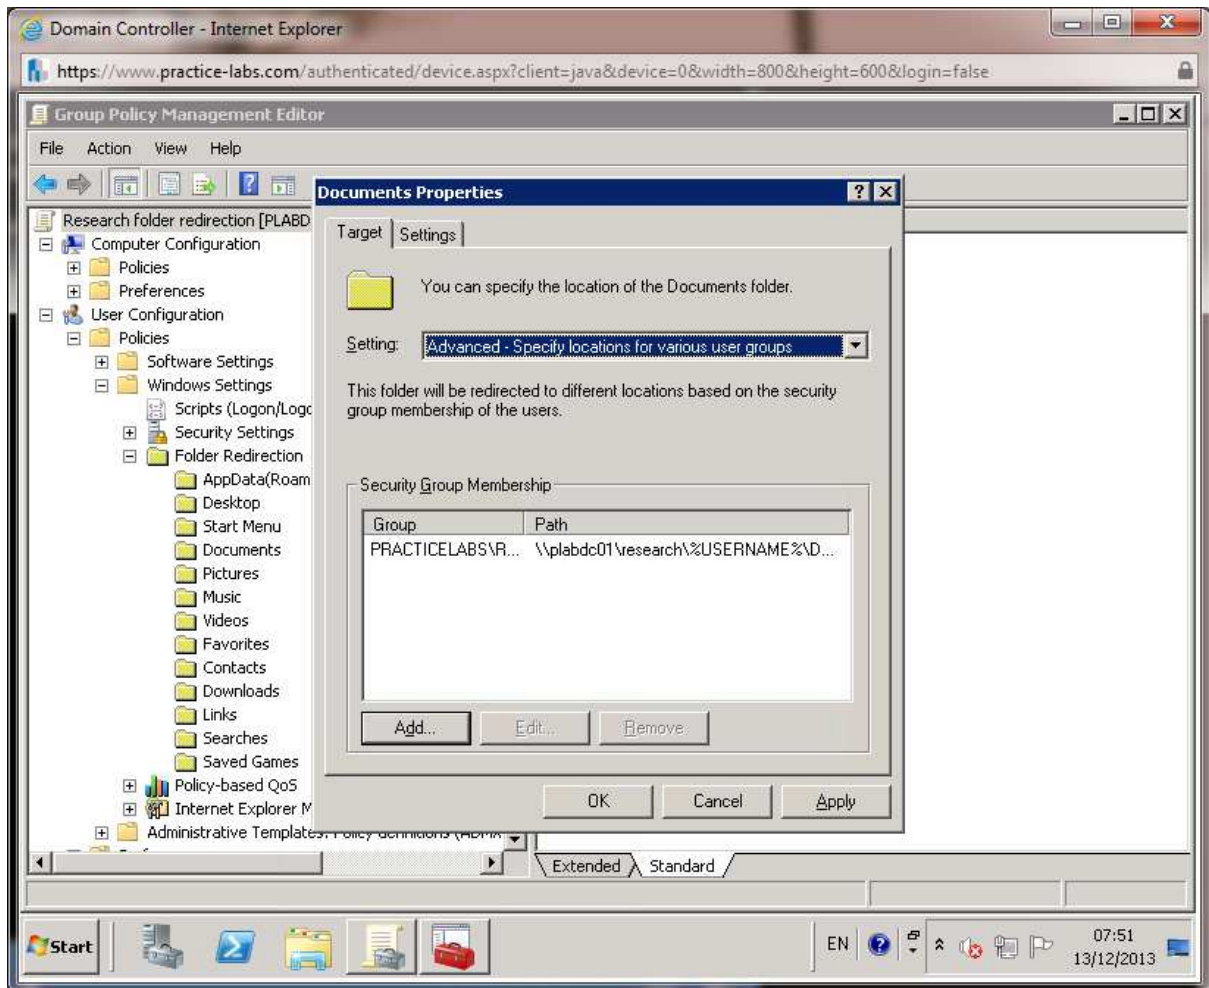 Domain Controller - Internet Explorer
https://www.practice-labs.com/authenticated/device.aspx?client=java&device=0&width=800&height=600&login=false
Group Policy Management Editor
File Action View Help
Research folder redirection [PLABD
Computer Configuration
Policies
Preferences
User Configuration
Policies
Software Settings
Windows Settings
Scripts (Logon/Logo
Security Settings
Folder Redirection
AppData(Roam
Desktop
Start Menu
Documents
Pictures
Music
Videos
Favorites
Contacts
Downloads
Links
Searches
Saved Games
Policy-based QoS
Internet Explorer M
Administrative Templates: Policy definitions (ADMX
Documents Properties
Target Settings
You can specify the location of the Documents folder.
Setting: Advanced - Specify locations for various user groups
This folder will be redirected to different locations based on the security
group membership of the users.
Security Group Membership
Group Path
PRACTICELABS\R... \\plabdc01\research\%USERNAME%\D...
Add... Edit... Remove
OK Cancel Apply
Extended Standard
Start
EN
07:51
13/12/2013